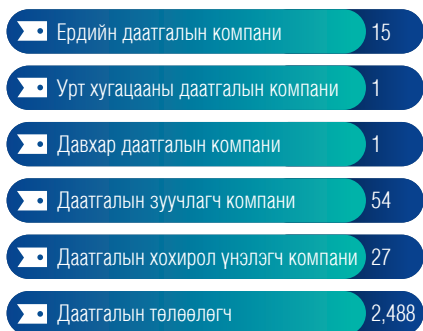 Ердийн даатгалын компани 15
Урт хугацааны даатгалын компани 1
Давхар даатгалын компани 1
Даатгалын зуучлагч компани 54
Даатгалын хохирол үнэлэгч компани 27
Даатгалын төлөөлөгч 2,488